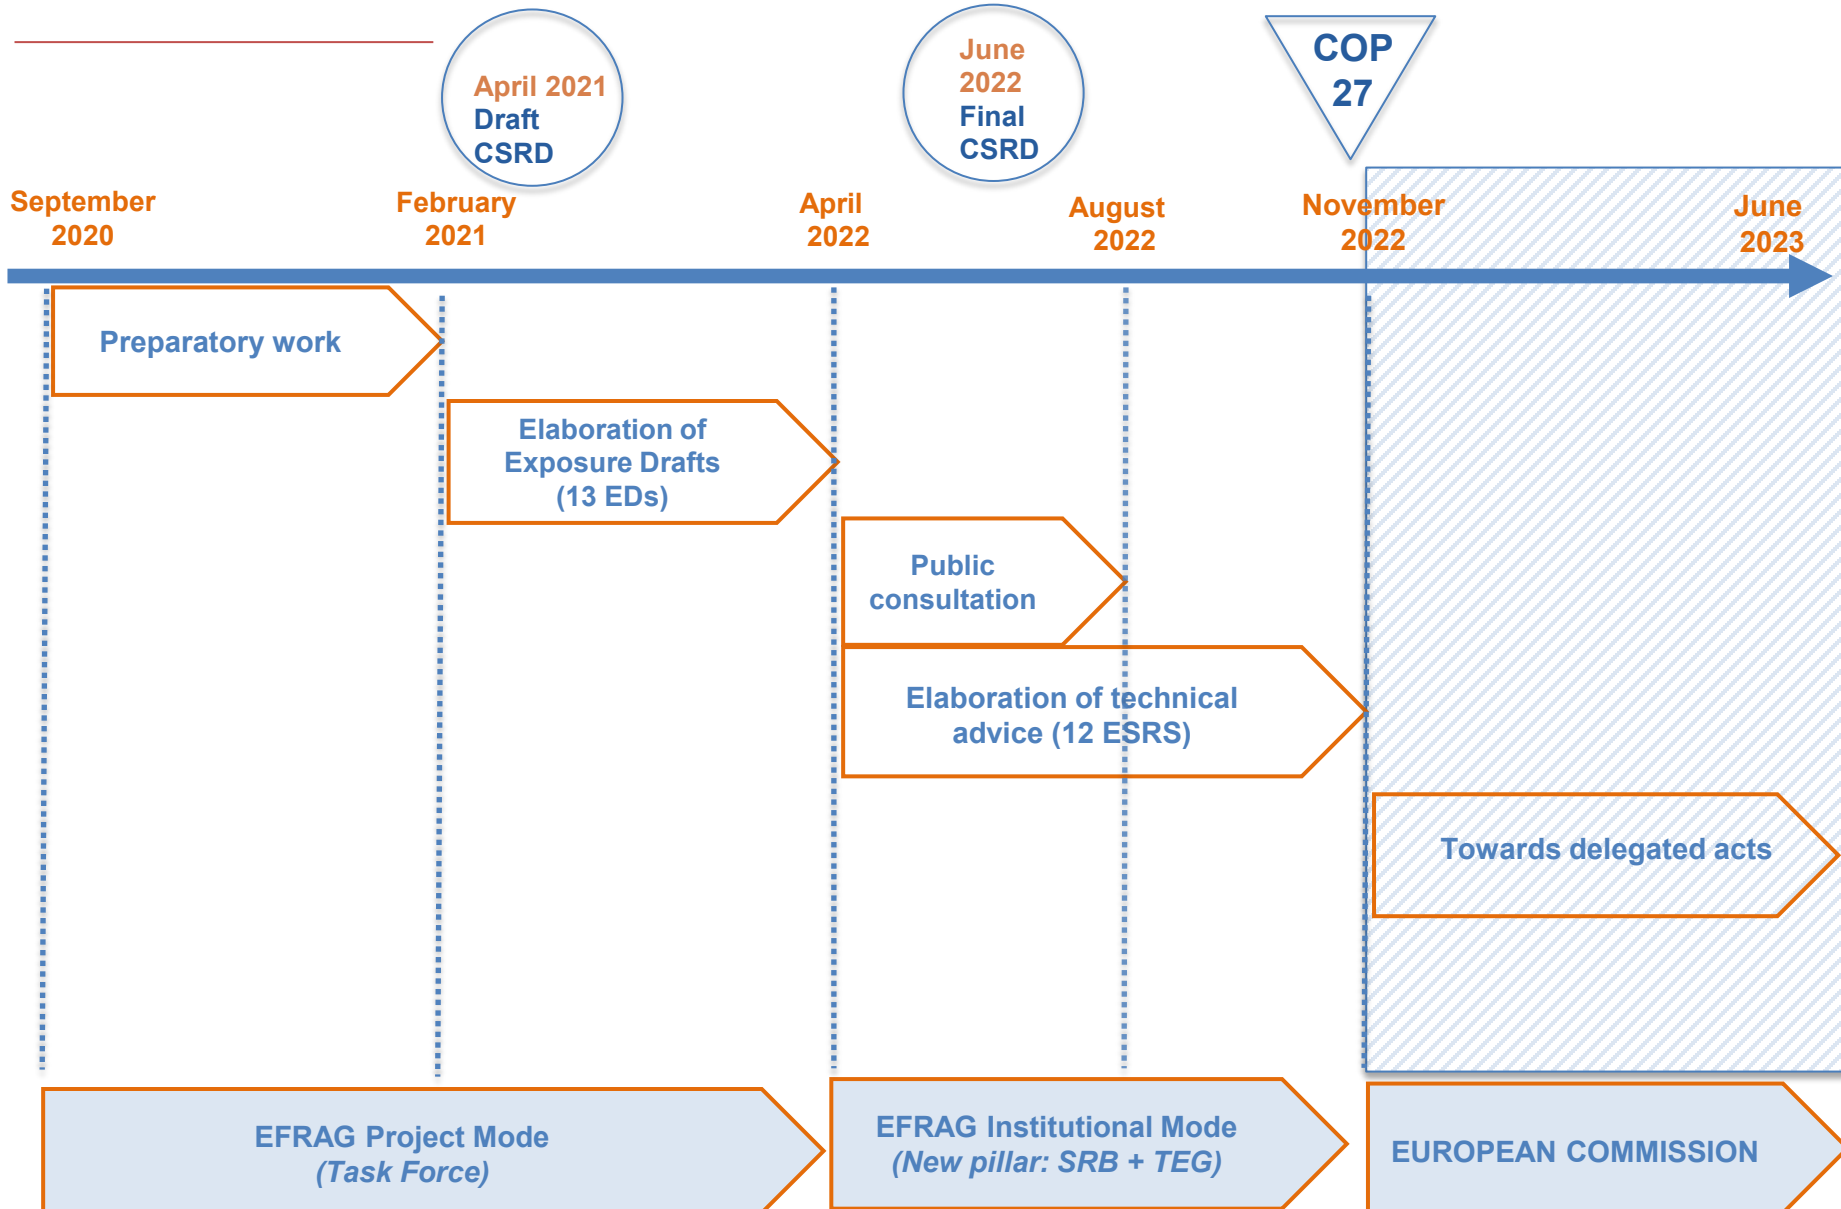 April 2021
Draft
CSRD
June
2022
Final
CSRD
COP
27
September
2020
February
2021
April
2022
August
2022
November
2022
June
2023
Preparatory work
Elaboration of
Exposure Drafts
(13 EDs)
Public
consultation
Elaboration of technical
advice (12 ESRS)
Towards delegated acts
EFRAG Project Mode
(Task Force)
EFRAG Institutional Mode
(New pillar: SRB + TEG)
EUROPEAN COMMISSION